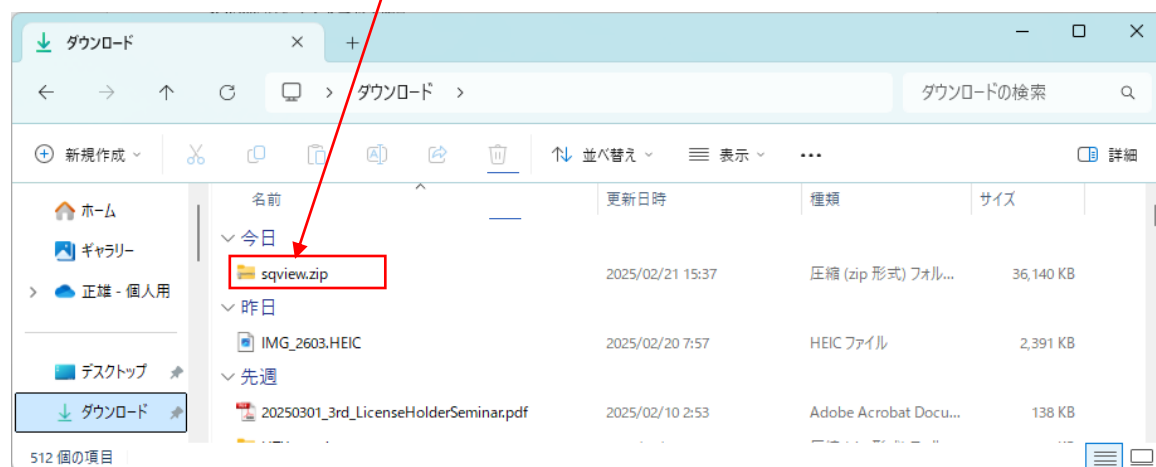 ダウンロード
ダウンロード
ダウンロードの検索
新規作成
並べ替え
表示
詳細
名前 更新日時 種類 サイズ
ホーム
ギャラリー
正雄 - 個人用
デスクトップ
ダウンロード
今日
sqview.zip 2025/02/21 15:37 圧縮 (zip 形式) フォル... 36,140 KB
昨日
IMG_2603.HEIC 2025/02/20 7:57 HEIC ファイル 2,391 KB
先週
20250301_3rd_LicenseHolderSeminar.pdf 2025/02/10 2:53 Adobe Acrobat Docu... 138 KB
512 個の項目